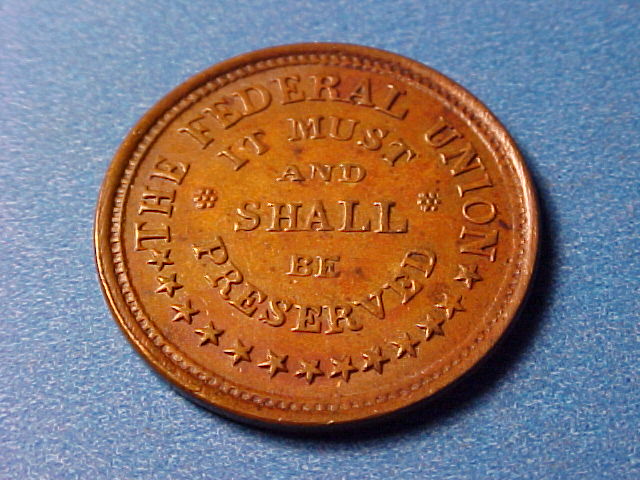 THE FEDERAL UNION
IT MUST
AND
SHALL
BE
PRESERVED